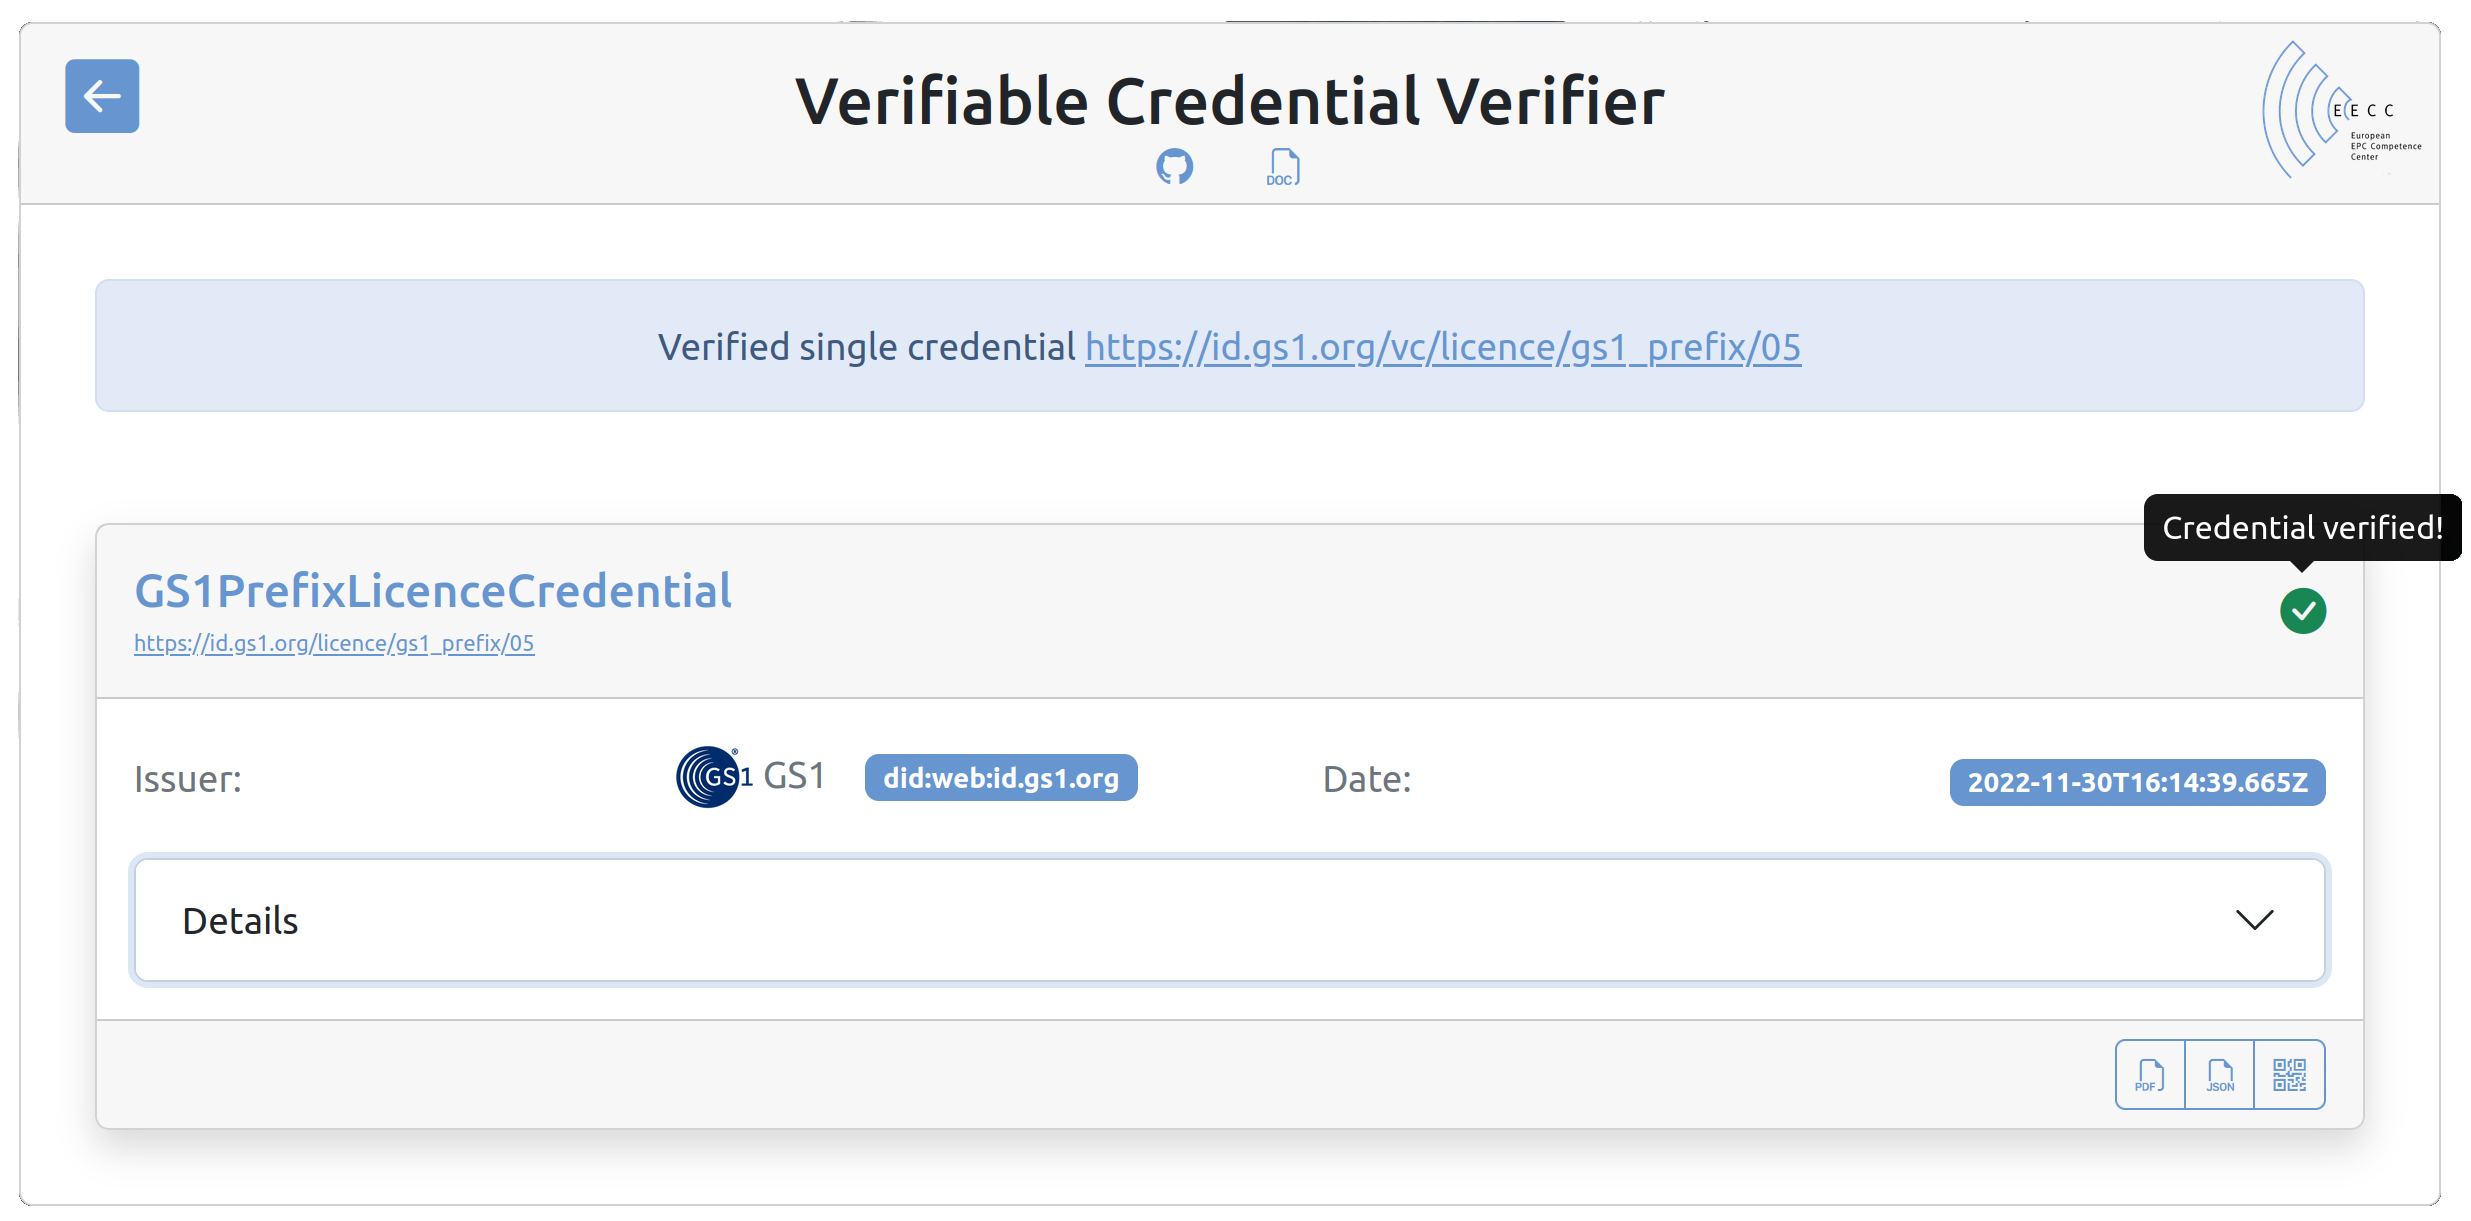 Verifiable Credential Verifier
DOC
E E C C
European
EPC Competence
Center
Verified single credential https://id.gs1.org/vc/licence/gs1_prefix/05
Credential verified!
GS1PrefixLicenceCredential
https://id.gs1.org/licence/gs1_prefix/05
Issuer: GS1® GS1 did:web:id.gs1.org Date: 2022-11-30T16:14:39.665Z
Details
PDF JSON